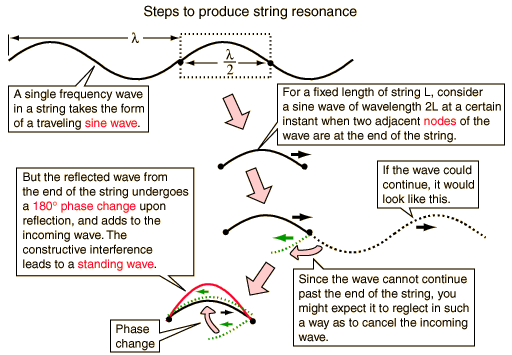 Steps to produce string resonance
λ
λ
2
A single frequency wave
in a string takes the form
of a traveling sine wave.
For a fixed length of string L, consider
a sine wave of wavelength 2L at a certain
instant when two adjacent nodes of the
wave are at the end of the string.
But the reflected wave from
the end of the string undergoes
a 180° phase change upon
reflection, and adds to the
incoming wave. The
constructive interference
leads to a standing wave.
If the wave could
continue, it would
look like this.
Since the wave cannot continue
past the end of the string, you
might expect it to reglect in such
a way as to cancel the incoming
wave.
Phase
change